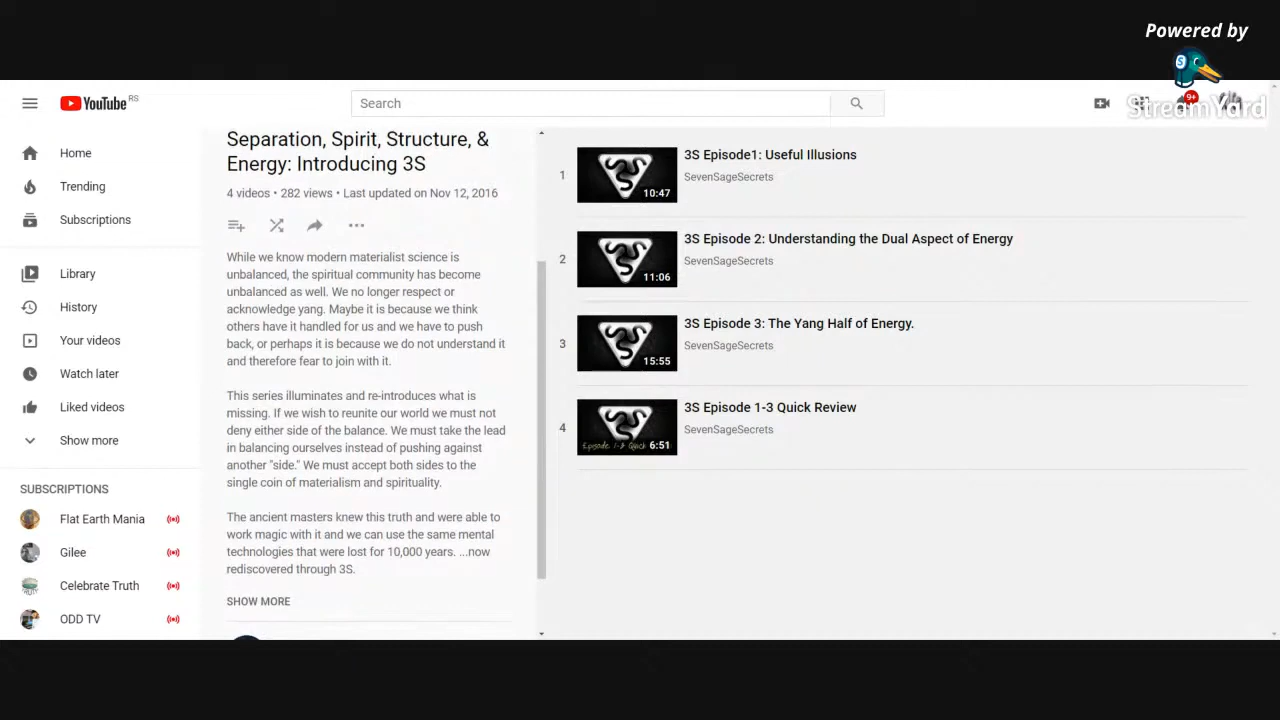 Powered by
StreamYard
YouTube RS
Search
9+
Home
Trending
Subscriptions
Library
History
Your videos
Watch later
Liked videos
Show more
SUBSCRIPTIONS
Flat Earth Mania
Gilee
Celebrate Truth
ODD TV
Separation, Spirit, Structure, &
Energy: Introducing 3S
4 videos • 282 views • Last updated on Nov 12, 2016
While we know modern materialist science is
unbalanced, the spiritual community has become
unbalanced as well. We no longer respect or
acknowledge yang. Maybe it is because we think
others have it handled for us and we have to push
back, or perhaps it is because we do not understand it
and therefore fear to join with it.
This series illuminates and re-introduces what is
missing. If we wish to reunite our world we must not
deny either side of the balance. We must take the lead
in balancing ourselves instead of pushing against
another "side." We must accept both sides to the
single coin of materialism and spirituality.
The ancient masters knew this truth and were able to
work magic with it and we can use the same mental
technologies that were lost for 10,000 years. ...now
rediscovered through 3S.
SHOW MORE
1
10:47
3S Episode1: Useful Illusions
SevenSageSecrets
2
11:06
3S Episode 2: Understanding the Dual Aspect of Energy
SevenSageSecrets
3
15:55
3S Episode 3: The Yang Half of Energy.
SevenSageSecrets
4
Episode 1-3 Quick
6:51
3S Episode 1-3 Quick Review
SevenSageSecrets